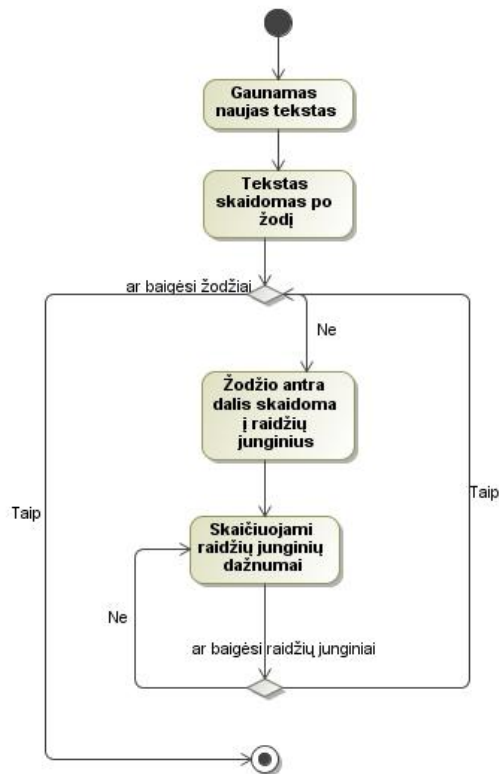 Gaunamas
naujas tekstas
Tekstas
skaidomas po
žodį
ar baigėsi žodžiai
Ne
Žodžio antra
dalis skaidoma
į raidžių
junginius
Taip
Taip
Skaičiuojami
raidžių junginių
dažnumai
Ne
ar baigėsi raidžių junginiai